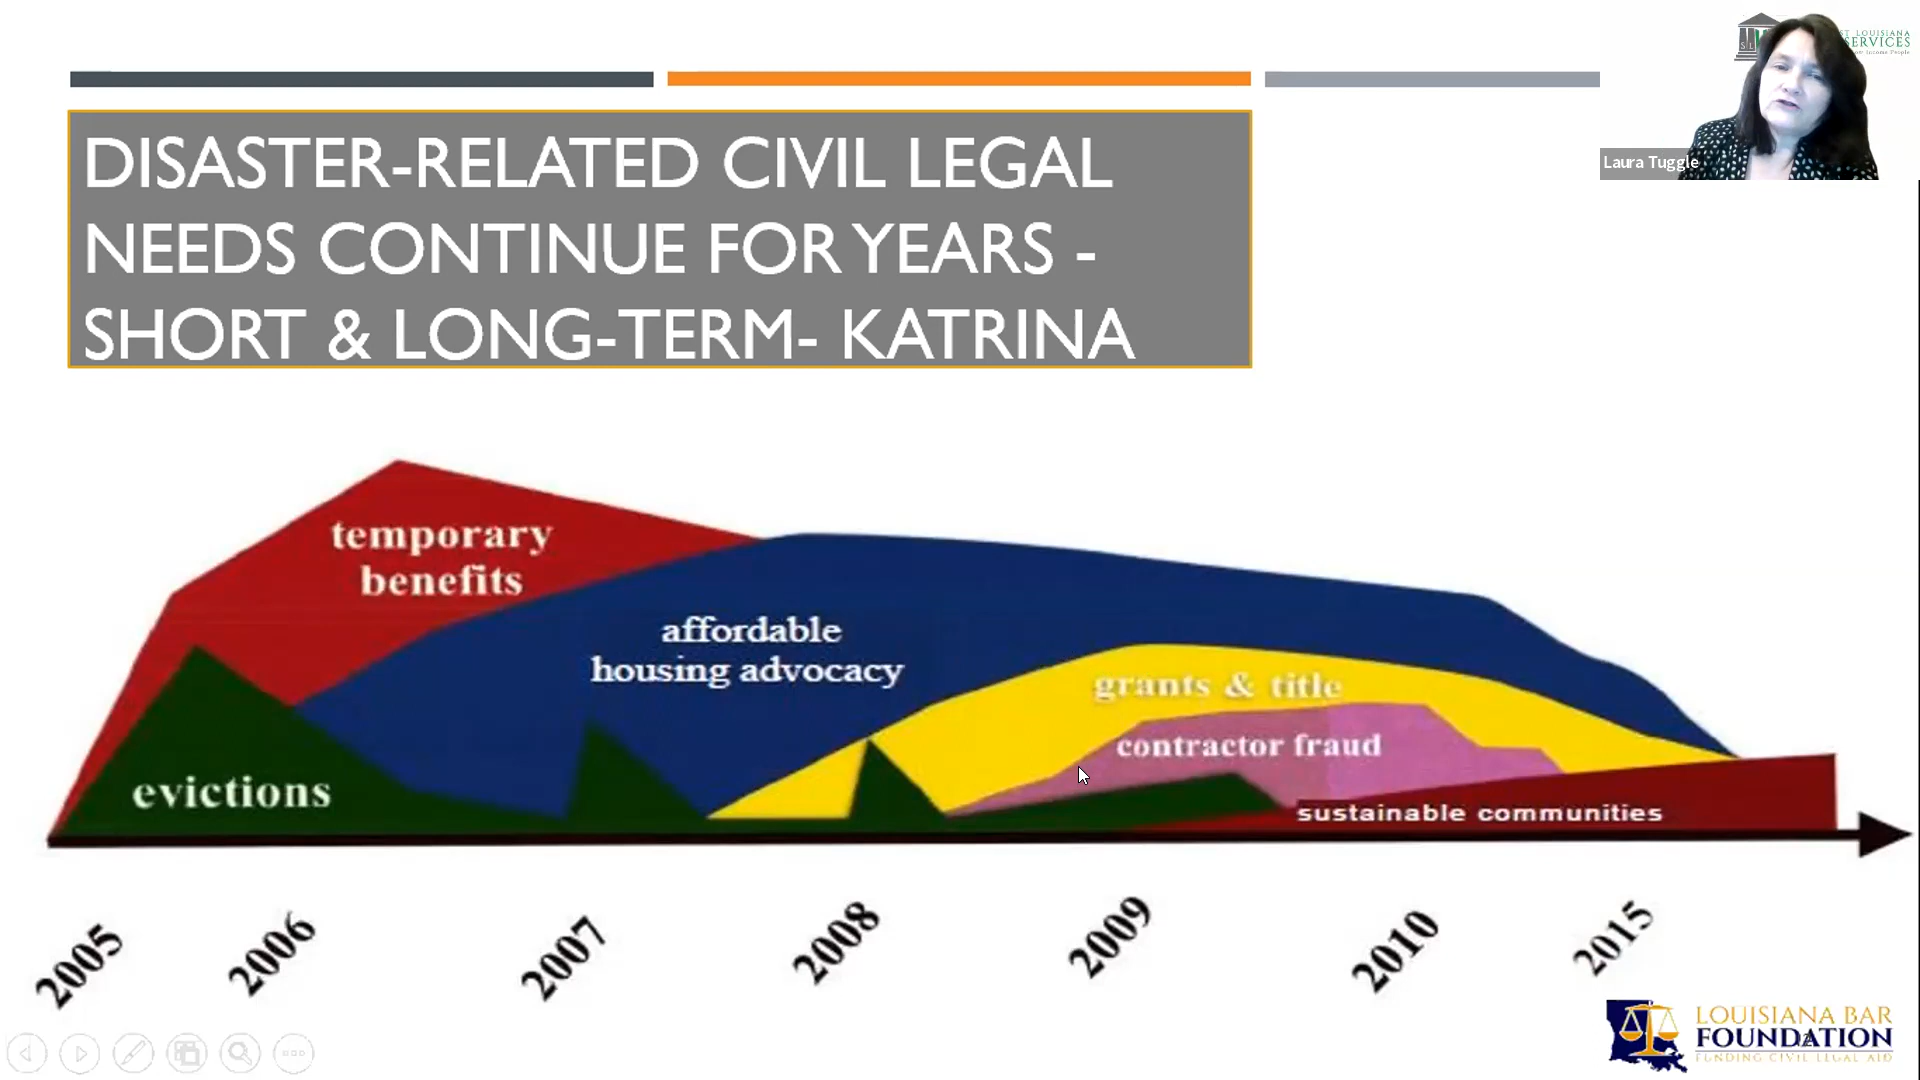 DISASTER-RELATED CIVIL LEGAL
NEEDS CONTINUE FOR YEARS -
SHORT & LONG-TERM- KATRINA
LOUISIANA
SERVICES
Laura Tuggle
temporary
benefits
affordable
housing advocacy
grants & title
contractor fraud
evictions
sustainable communities
2005
2006
2007
2008
2009
2010
2015
LOUISIANA BAR
FOUNDATION
FUNDING CIVIL LEGAL AID